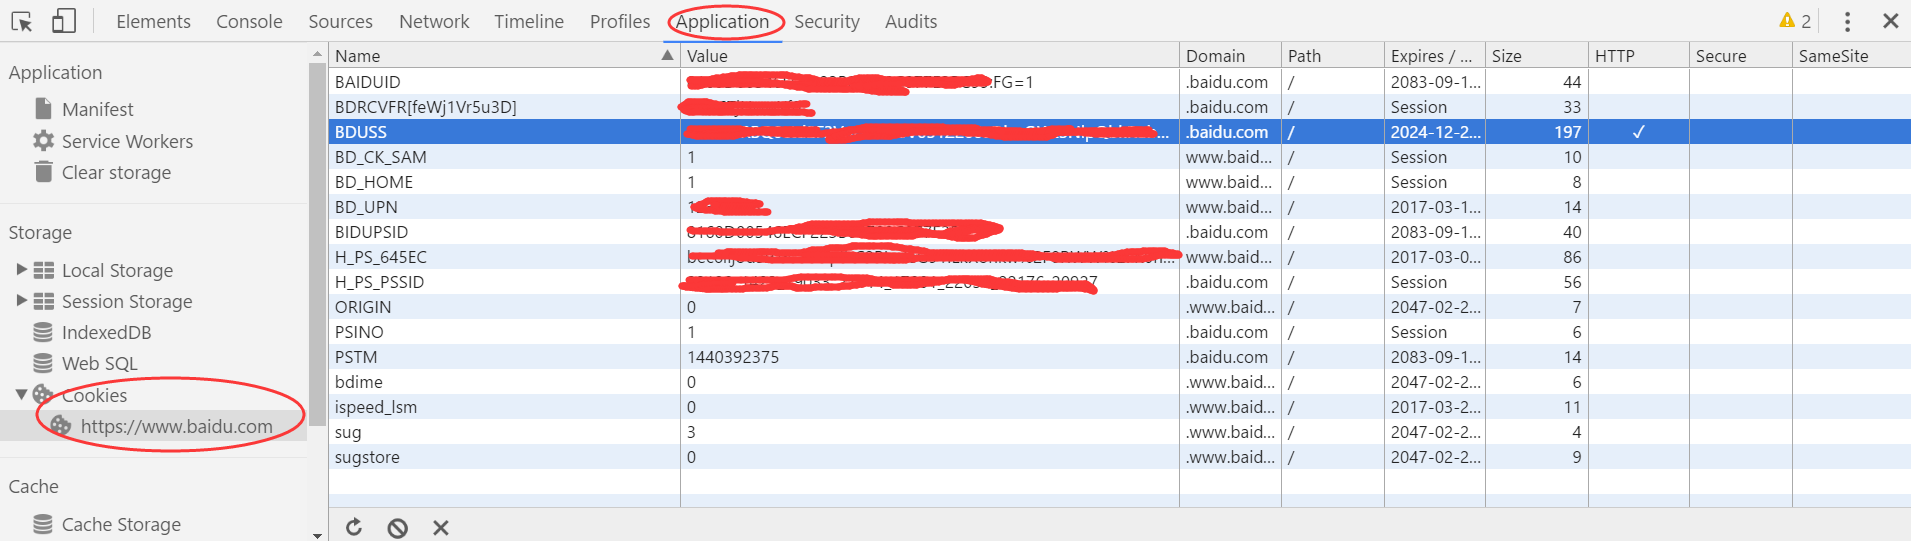 Elements Console Sources Network Timeline Profiles Application Security Audits 2
Application
Manifest
Service Workers
Clear storage
Storage
Local Storage
Session Storage
IndexedDB
Web SQL
Cookies
https://www.baidu.com
Cache
Cache Storage
Name Value Domain Path Expires / ... Size HTTP Secure SameSite
BAIDUID :FG=1 .baidu.com / 2083-09-1... 44
BDRCVFR[feWj1Vr5u3D] .baidu.com / Session 33
BDUSS .baidu.com / 2024-12-2... 197 ✓
BD_CK_SAM 1 www.baid... / Session 10
BD_HOME 1 www.baid... / Session 8
BD_UPN www.baid... / 2017-03-1... 14
BIDUPSID .baidu.com / 2083-09-1... 40
H_PS_645EC www.baid... / 2017-03-0... 86
H_PS_PSSID .baidu.com / Session 56
ORIGIN 0 .www.baid... / 2047-02-2... 7
PSINO 1 .baidu.com / Session 6
PSTM 1440392375 .baidu.com / 2083-09-1... 14
bdime 0 .www.baid... / 2047-02-2... 6
ispeed_lsm 0 .www.baid... / 2017-03-2... 11
sug 3 .www.baid... / 2047-02-2... 4
sugstore 0 .www.baid... / 2047-02-2... 9